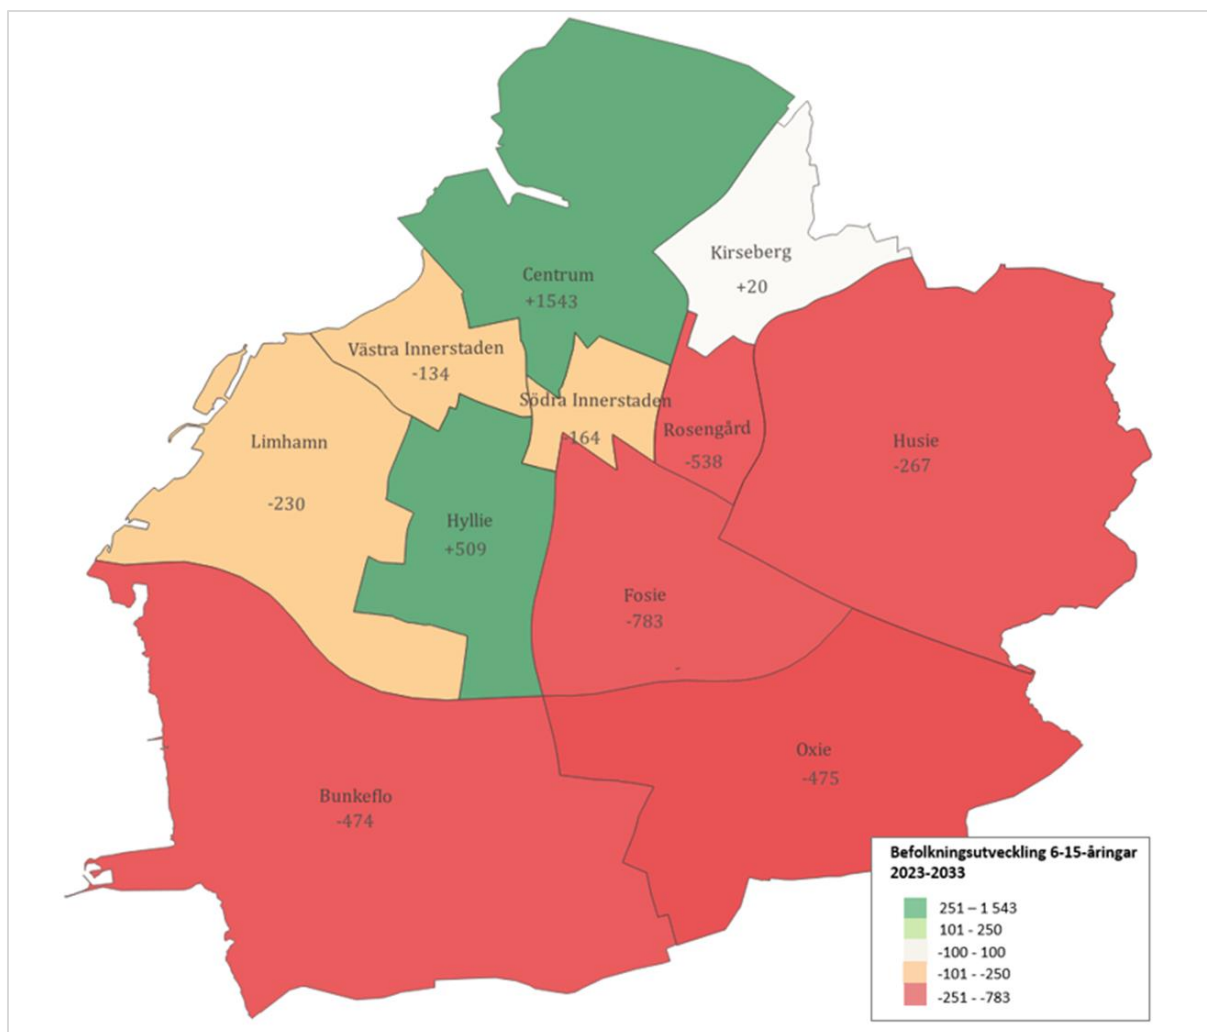 Kirseberg
+20
Centrum
+1543
Västra Innerstaden
-134
Södra Innerstaden
-164
Rosengård
-538
Husie
-267
Limhamn
-230
Hyllie
+509
Fosie
-783
Oxie
-475
Bunkeflo
-474
Befolkningsutveckling 6-15-åringar
2023-2033
251 – 1 543
101 - 250
-100 - 100
-101 - -250
-251 - -783